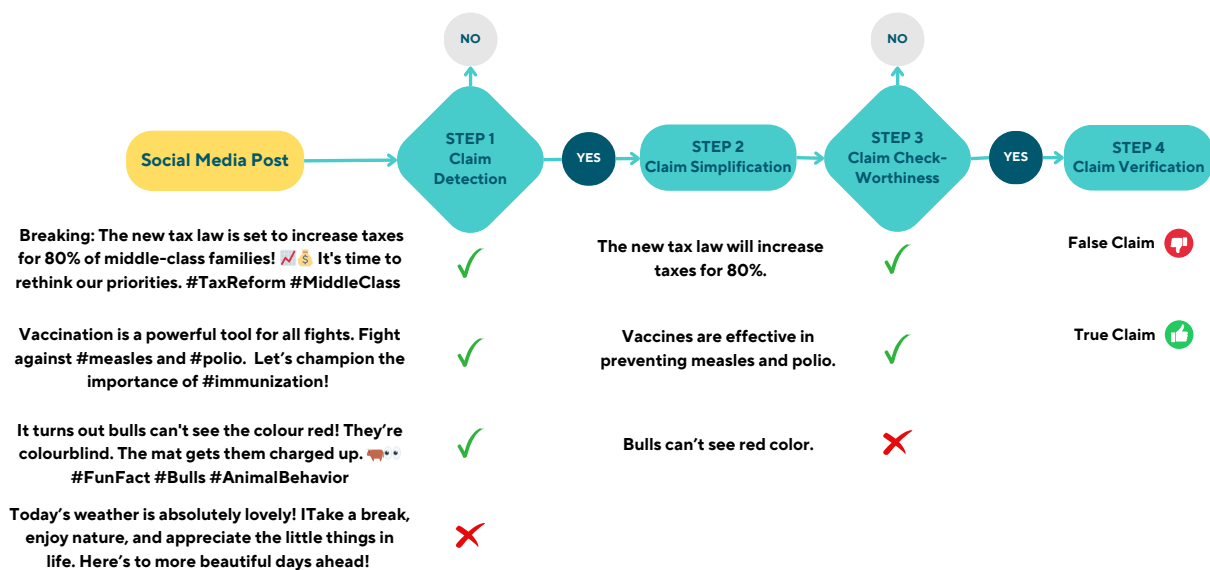 NO
NO
Social Media Post
STEP 1
Claim
Detection
YES
STEP 2
Claim Simplification
STEP 3
Claim Check-
Worthiness
YES
STEP 4
Claim Verification
Breaking: The new tax law is set to increase taxes
for 80% of middle-class families! 📈💰 It's time to
rethink our priorities. #TaxReform #MiddleClass
The new tax law will increase
taxes for 80%.
False Claim
Vaccination is a powerful tool for all fights. Fight
against #measles and #polio. Let's champion the
importance of #immunization!
Vaccines are effective in
preventing measles and polio.
True Claim
It turns out bulls can't see the colour red! They're
colourblind. The mat gets them charged up. 🐂👀
#FunFact #Bulls #AnimalBehavior
Bulls can't see red color.
Today's weather is absolutely lovely! ITake a break,
enjoy nature, and appreciate the little things in
life. Here's to more beautiful days ahead!